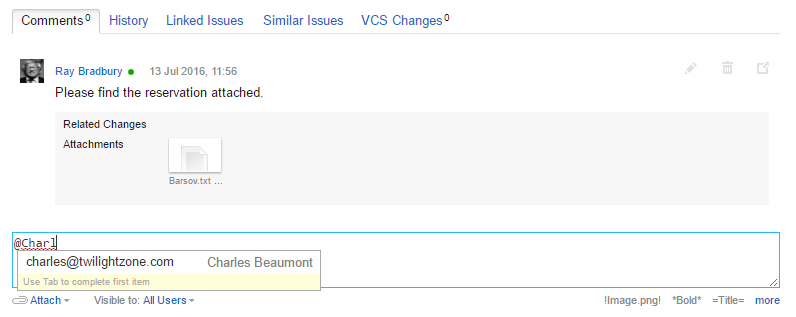 Comments 0 History Linked Issues Similar Issues VCS Changes 0
Ray Bradbury 13 Jul 2016, 11:56
Please find the reservation attached.
Related Changes
Attachments
Barsov.txt ...
@Charl
charles@twilightzone.com Charles Beaumont
Use Tab to complete first item
Attach Visible to: All Users !Image.png! *Bold* =Title= more